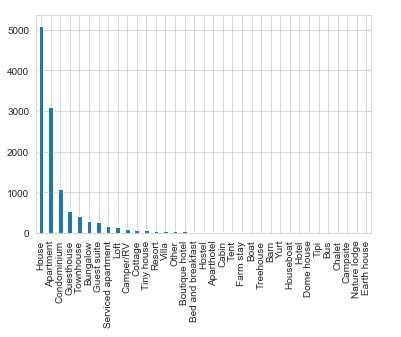 5000
4000
3000
2000
1000
0
House
Apartment
Condominium
Guesthouse
Townhouse
Bungalow
Guest suite
Serviced apartment
Loft
Camper/RV
Cottage
Tiny house
Resort
Villa
Other
Boutique hotel
Bed and breakfast
Hostel
Aparthotel
Cabin
Tent
Farm stay
Boat
Treehouse
Barn
Yurt
Houseboat
Hotel
Dome house
Tipi
Bus
Chalet
Campsite
Nature lodge
Earth house